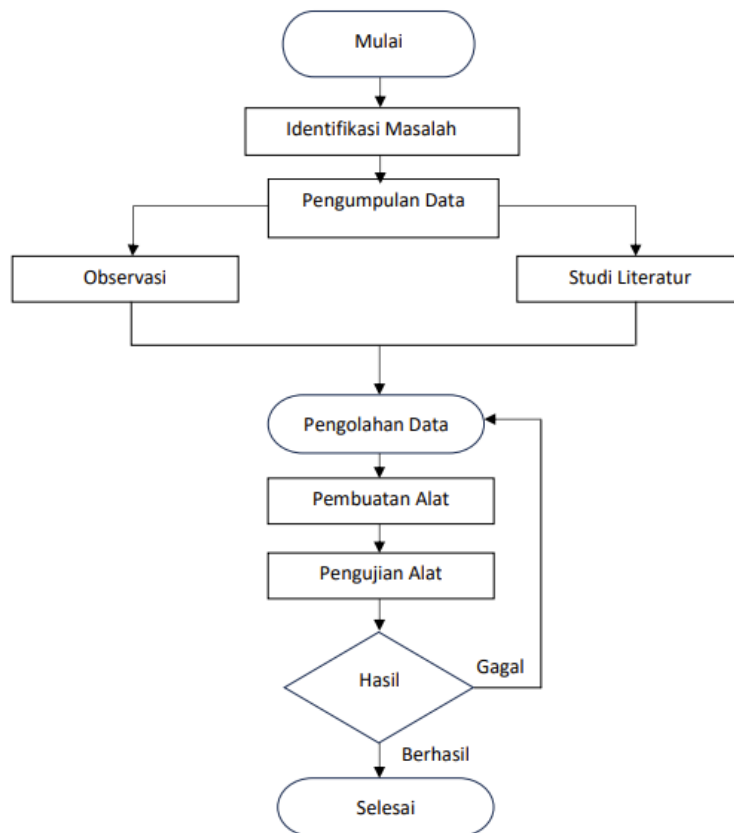 Mulai
Identifikasi Masalah
Pengumpulan Data
Observasi
Studi Literatur
Pengolahan Data
Pembuatan Alat
Pengujian Alat
Hasil
Gagal
Berhasil
Selesai